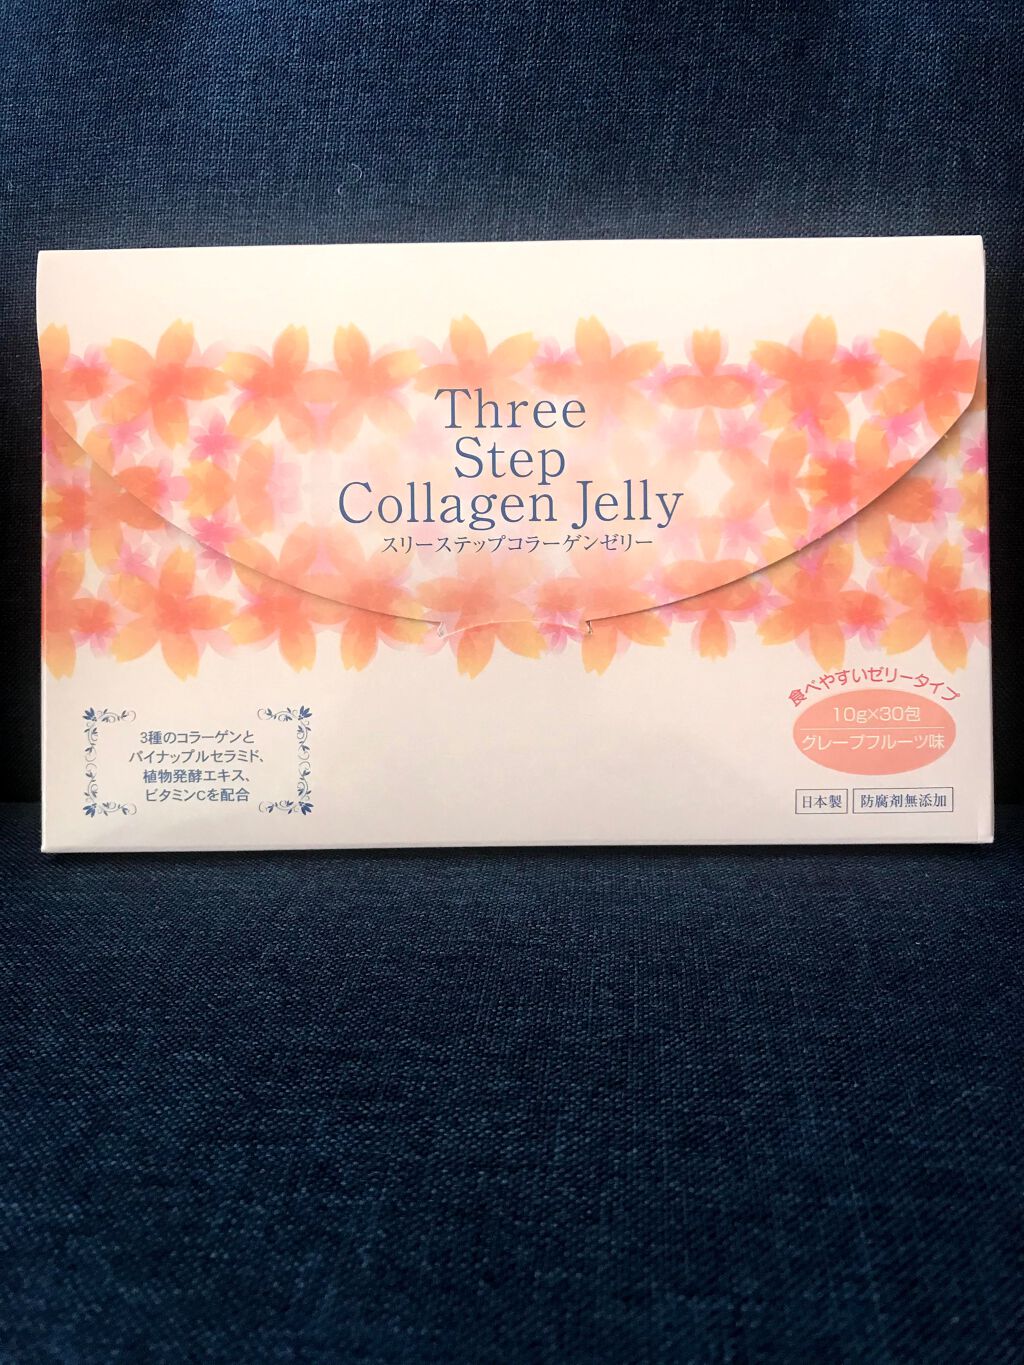 Three
Step
Collagen Jelly
スリーステップコラーゲンゼリー
3種のコラーゲンと
パイナップルセラミド、
植物発酵エキス、
ビタミンCを配合
食べやすいゼリータイプ
10g×30包
グレープフルーツ味
日本製
防腐剤無添加